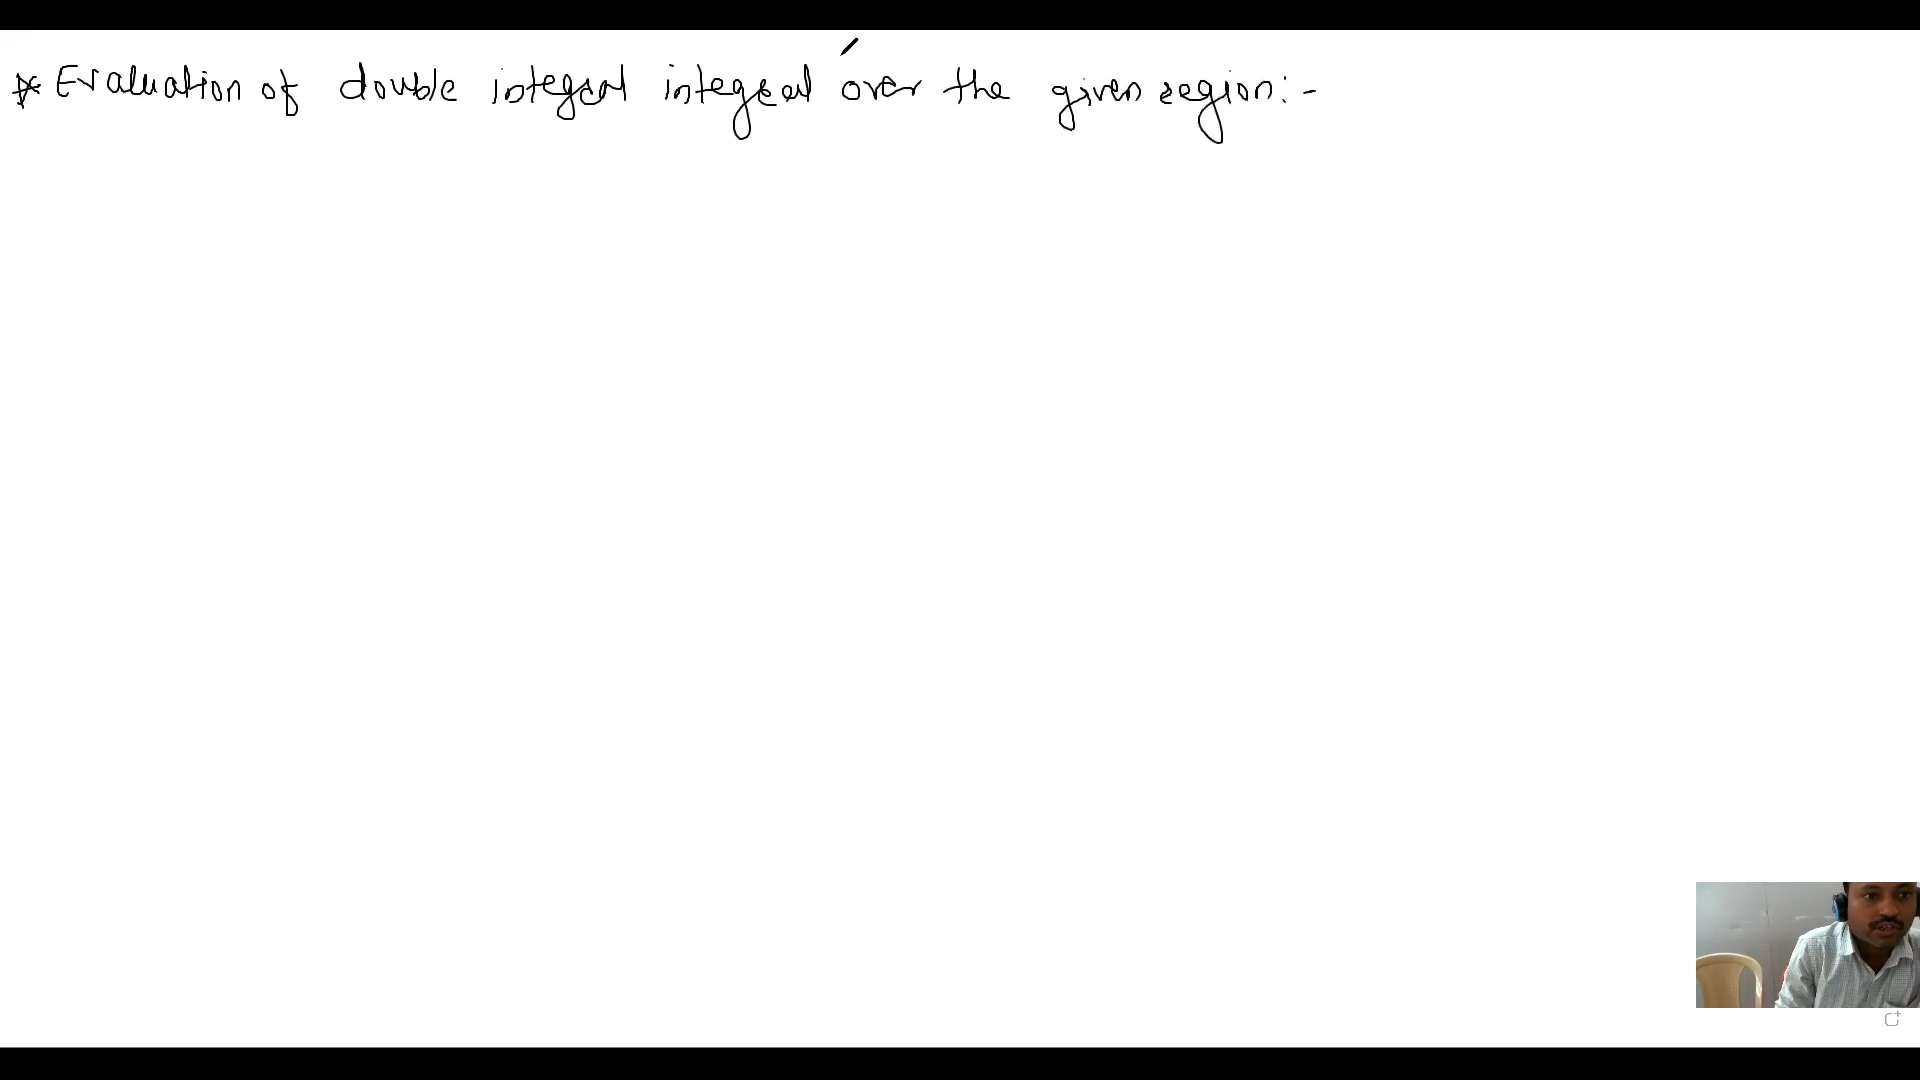 * Evaluation of double integral integral over the given region:-